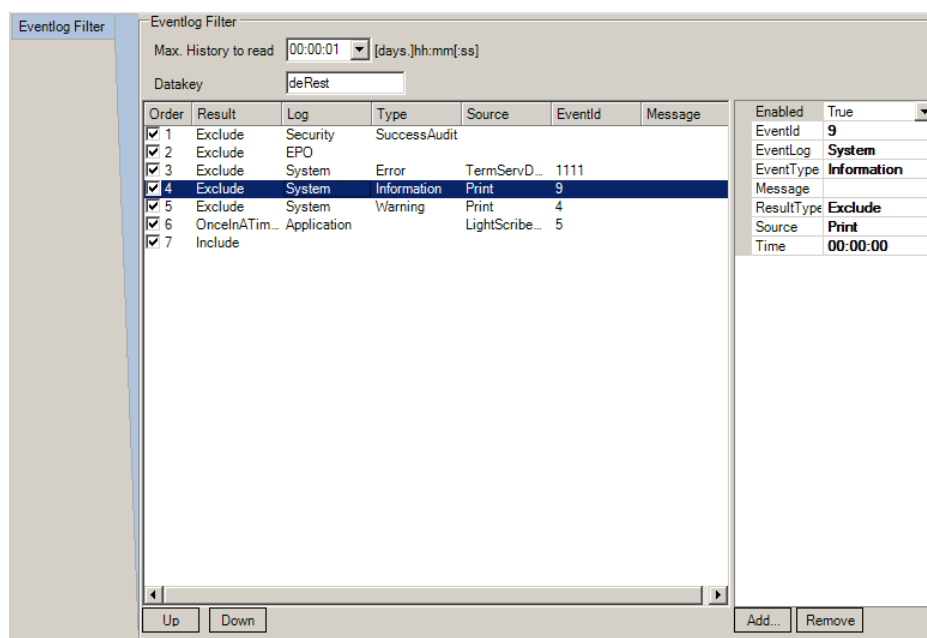 Eventlog Filter
Eventlog Filter
Max. History to read 00:00:01 [days.]hh:mm[:ss]
Datakey deRest
Order Result Log Type Source EventId Message
1 Exclude Security SuccessAudit
2 Exclude EPO
3 Exclude System Error TermServD... 1111
4 Exclude System Information Print 9
5 Exclude System Warning Print 4
6 OnceInATim... Application LightScribe... 5
7 Include
Enabled True
EventId 9
EventLog System
EventType Information
Message
ResultType Exclude
Source Print
Time 00:00:00
Up Down Add... Remove